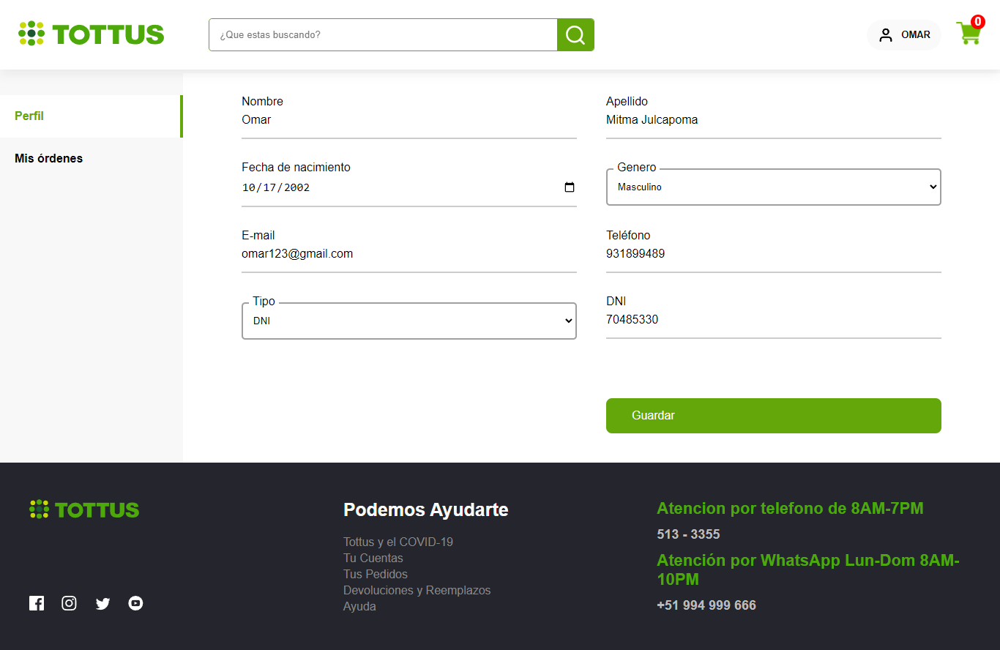 TOTTUS
¿Que estas buscando?
OMAR
0
Perfil
Mis órdenes
Nombre
Omar
Apellido
Mitma Julcapoma
Fecha de nacimiento
10/17/2002
Genero
Masculino
E-mail
omar123@gmail.com
Teléfono
931899489
Tipo
DNI
DNI
70485330
Guardar
TOTTUS
Podemos Ayudarte
Tottus y el COVID-19
Tu Cuentas
Tus Pedidos
Devoluciones y Reemplazos
Ayuda
Atencion por telefono de 8AM-7PM
513 - 3355
Atención por WhatsApp Lun-Dom 8AM-
10PM
+51 994 999 666